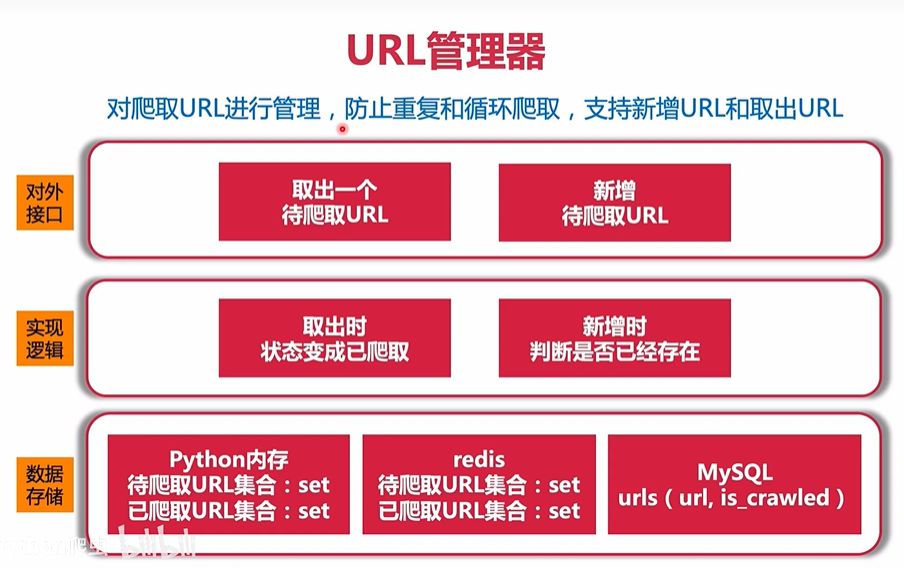 URL管理器
对爬取URL进行管理，防止重复和循环爬取，支持新增URL和取出URL
对外
接口
取出一个
待爬取URL
新增
待爬取URL
实现
逻辑
取出时
状态变成已爬取
新增时
判断是否已经存在
数据
存储
Python内存
待爬取URL集合：set
已爬取URL集合：set
redis
待爬取URL集合：set
已爬取URL集合：set
MySQL
urls（url, is_crawled）
爬虫
bilibili